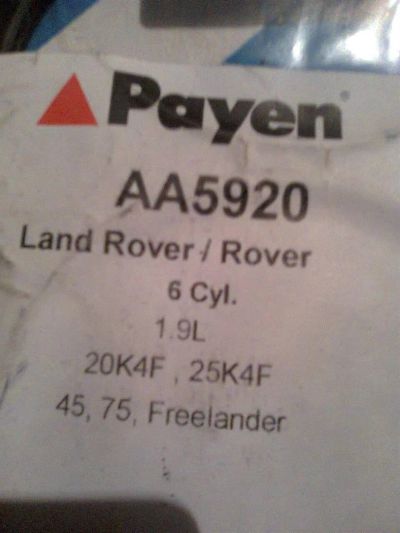 Payen
AA5920
Land Rover / Rover
6 Cyl.
1.9L
20K4F , 25K4F
45, 75, Freelander